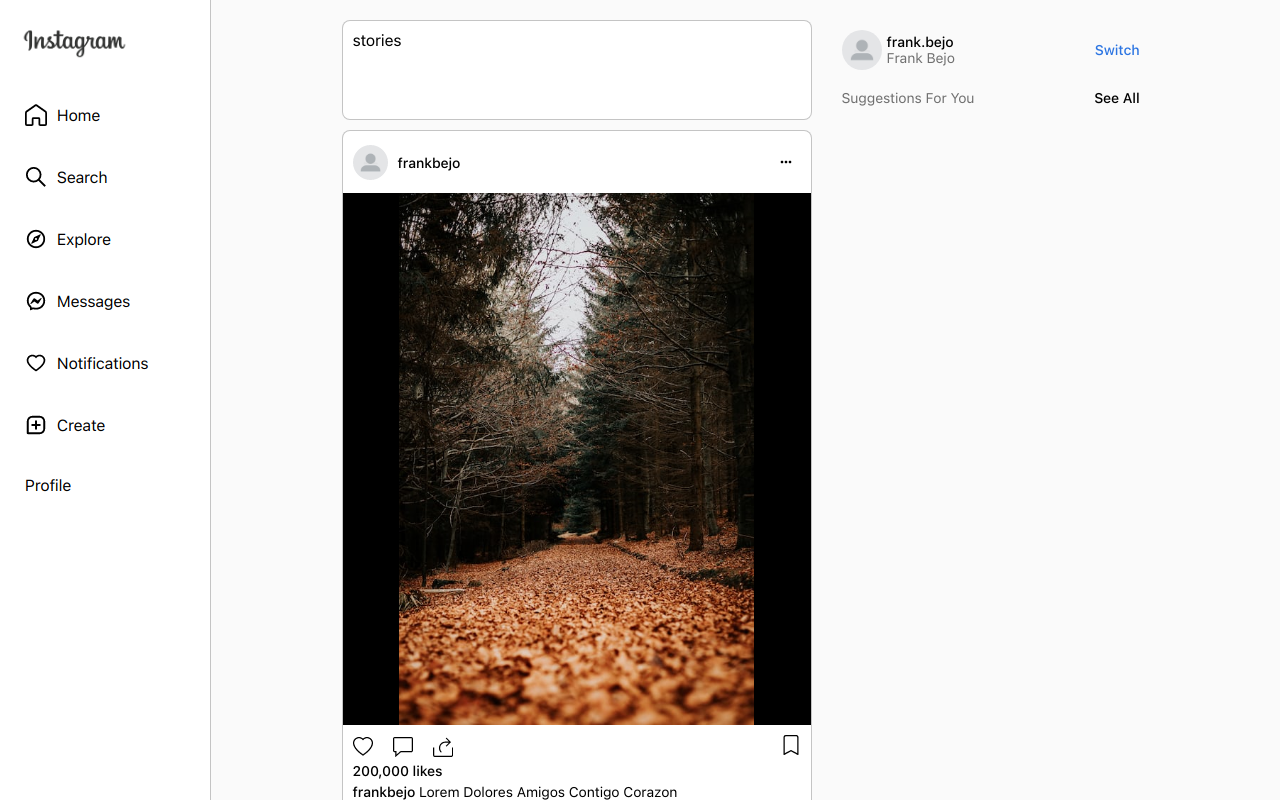 Instagram
Home
Search
Explore
Messages
Notifications
Create
Profile
stories
frankbejo
...
200,000 likes
frankbejo Lorem Dolores Amigos Contigo Corazon
frank.bejo
Frank Bejo
Switch
Suggestions For You
See All